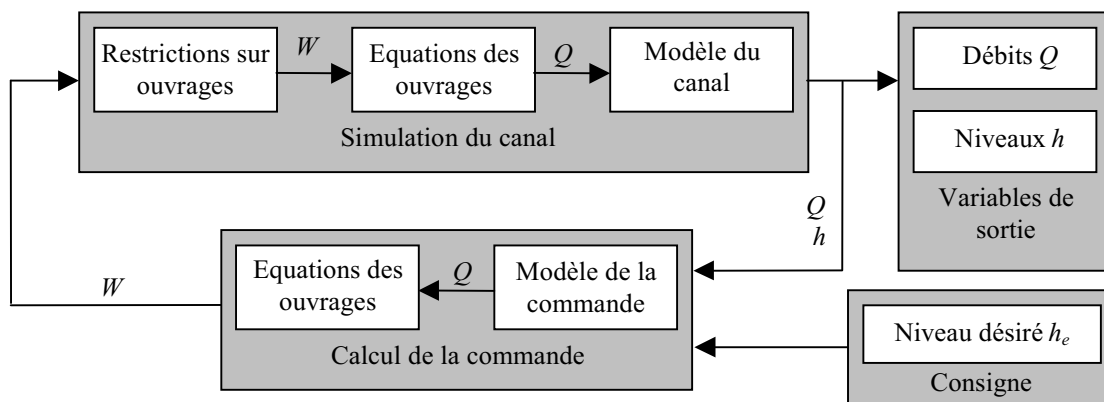 Restrictions sur
ouvrages
W
Equations des
ouvrages
Q
Modèle du
canal
Simulation du canal
Débits Q
Niveaux h
Variables de
sortie
Q
h
W
Equations des
ouvrages
Q
Modèle de la
commande
Calcul de la commande
Niveau désiré he
Consigne